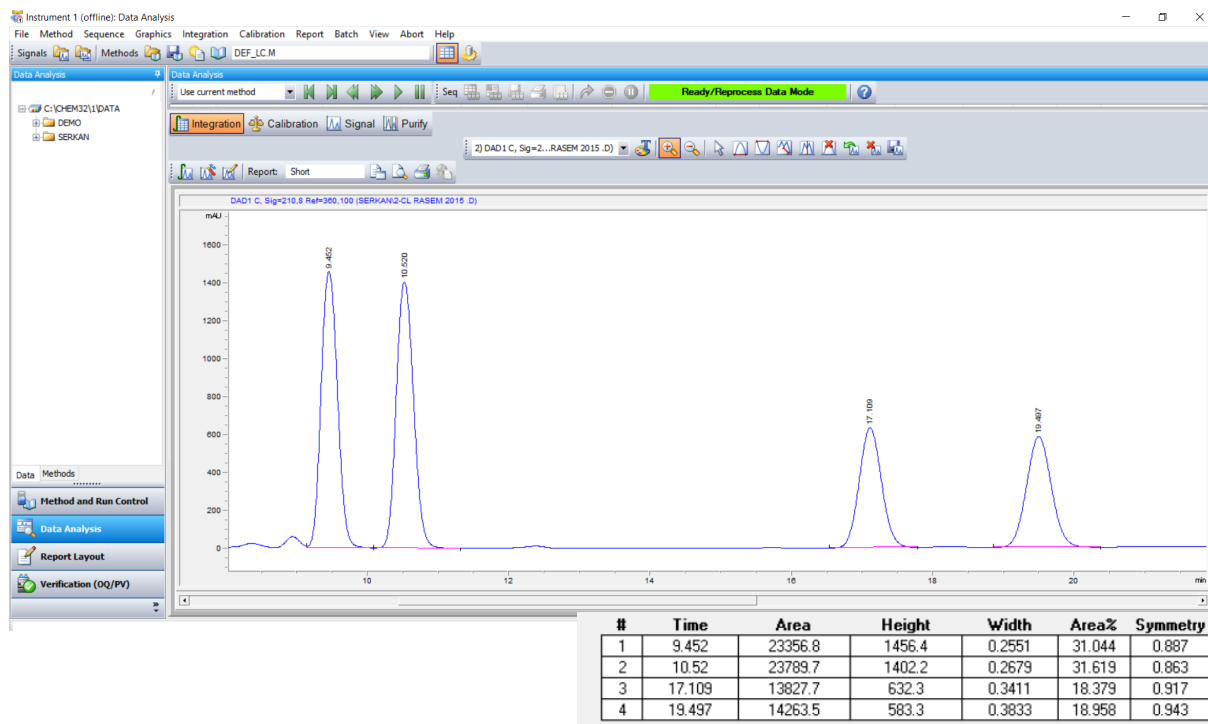 Instrument 1 (offline): Data Analysis
File Method Sequence Graphics Integration Calibration Report Batch View Abort Help
Signals Methods DEF_LC.M
Data Analysis
Data Analysis
Use current method Seq Ready/Reprocess Data Mode
C:\CHEM32\1\DATA
DEMO
SERKAN
Integration Calibration Signal Purify
2) DAD1 C, Sig=2...RASEM 2015 .D)
Report: Short
DAD1 C, Sig=210,8 Ref=360,100 (SERKAN\2-CL RASEM 2015 .D)
mAU
1600
1400
1200
1000
800
600
400
200
0
9.452
10.520
17.109
19.497
10 12 14 16 18 20 min
Data Methods
Method and Run Control
Data Analysis
Report Layout
Verification (OQ/PV)
# Time Area Height Width Area% Symmetry
1 9.452 23356.8 1456.4 0.2551 31.044 0.887
2 10.52 23789.7 1402.2 0.2679 31.619 0.863
3 17.109 13827.7 632.3 0.3411 18.379 0.917
4 19.497 14263.5 583.3 0.3833 18.958 0.943